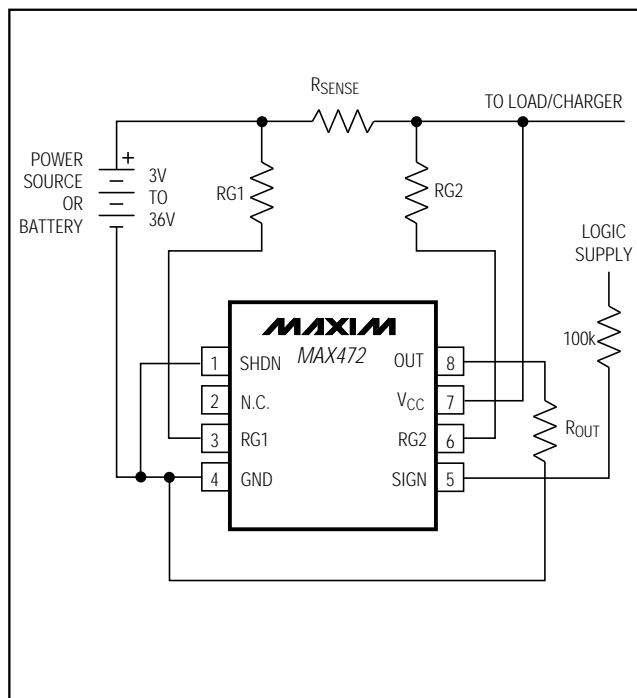 RSENSE
TO LOAD/CHARGER
POWER
SOURCE
OR
BATTERY
+
3V
TO
36V
RG1
RG2
LOGIC
SUPPLY
100k
MAXIM
MAX472
1 SHDN
2 N.C.
3 RG1
4 GND
OUT 8
VCC 7
RG2 6
SIGN 5
ROUT